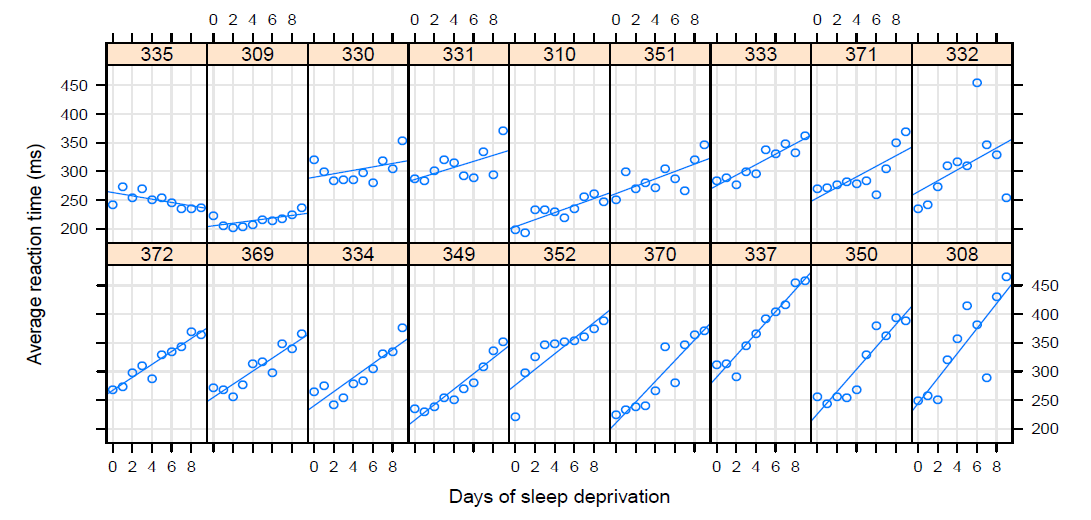 0 2 4 6 8 0 2 4 6 8 0 2 4 6 8 0 2 4 6 8
335 309 330 331 310 351 333 371 332
450
400
350
300
250
200
Average reaction time (ms)
372 369 334 349 352 370 337 350 308
450
400
350
300
250
200
0 2 4 6 8 0 2 4 6 8 0 2 4 6 8 0 2 4 6 8 0 2 4 6 8
Days of sleep deprivation